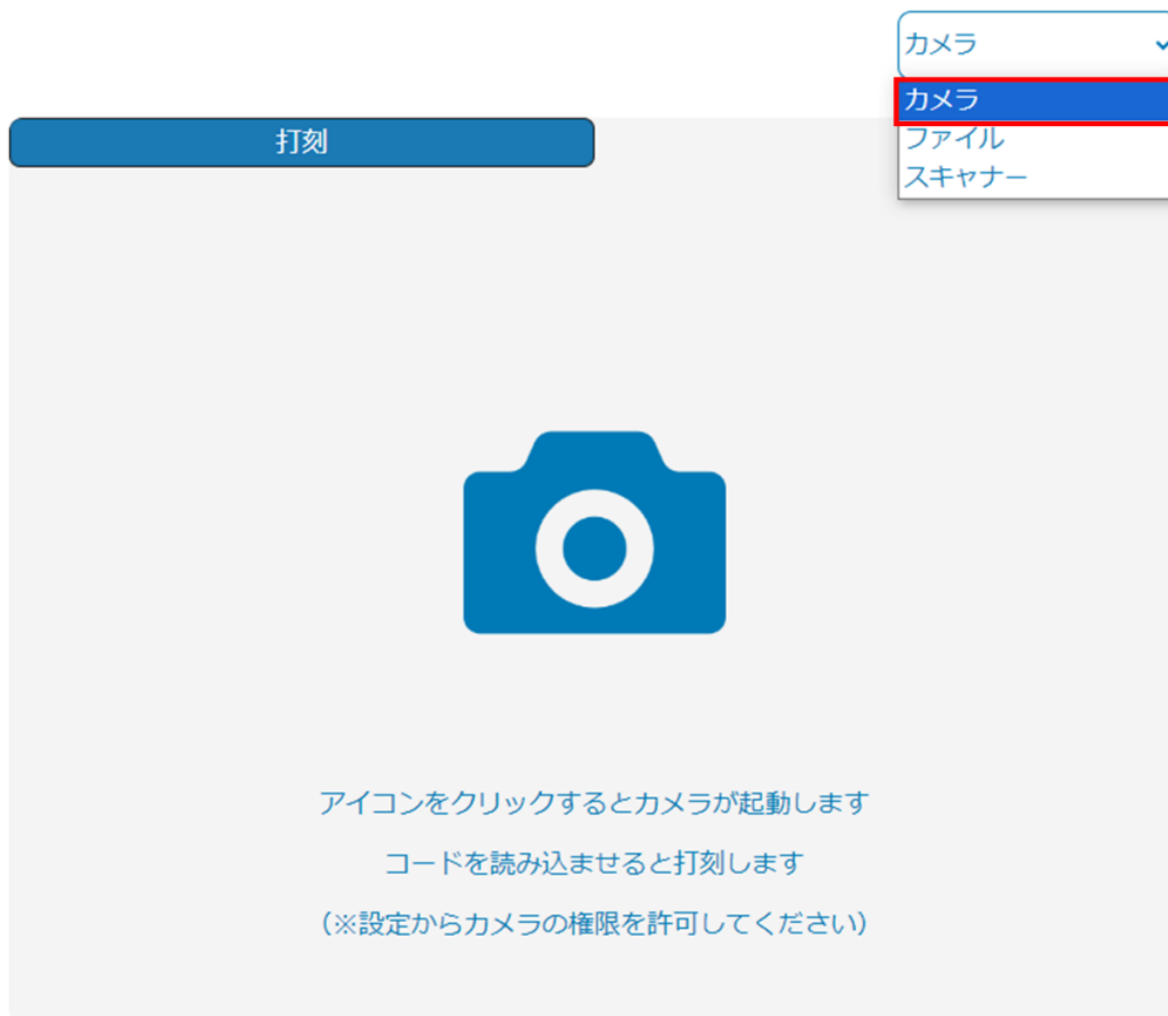 カメラ
カメラ
ファイル
スキャナー
打刻
アイコンをクリックするとカメラが起動します
コードを読み込ませると打刻します
（※設定からカメラの権限を許可してください）